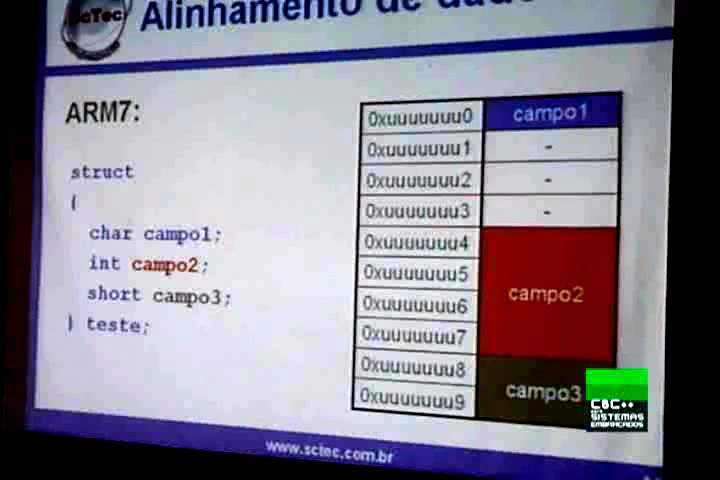 ScTec
Alinhamento de
ARM7:
struct
{
char campo1;
int campo2;
short campo3;
} teste;
0xuuuuuuu0 campo1
0xuuuuuuu1 -
0xuuuuuuu2 -
0xuuuuuuu3 -
0xuuuuuuu4
0xuuuuuuu5
campo2
0xuuuuuuu6
0xuuuuuuu7
0xuuuuuuu8
campo3
0xuuuuuuu9
www.sctec.com.br
C&C++
SISTEMAS
EMBARCADOS